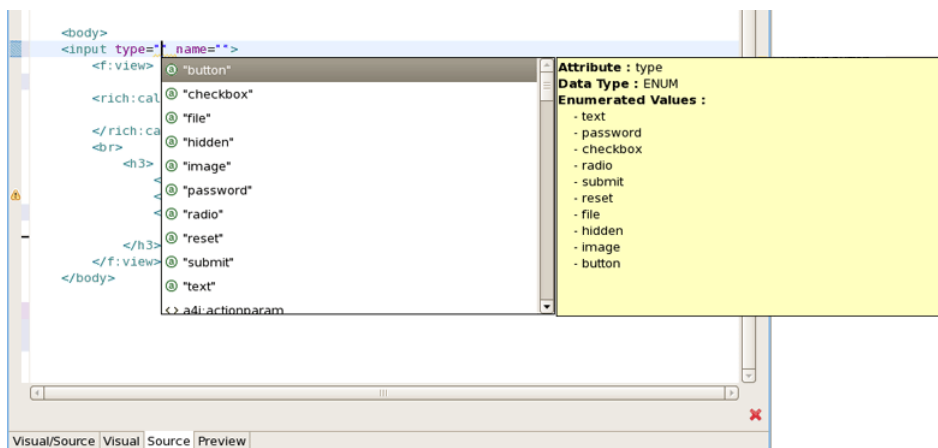 <body>
<input type="" name="">
<f:view>
<rich:cal
</rich:ca
<br>
<h3>
<
<
<
</h3>
</f:view>
</body>
"button"
"checkbox"
"file"
"hidden"
"image"
"password"
"radio"
"reset"
"submit"
"text"
<> a4j:actionparam
Attribute : type
Data Type : ENUM
Enumerated Values :
- text
- password
- checkbox
- radio
- submit
- reset
- file
- hidden
- image
- button
Visual/Source Visual Source Preview